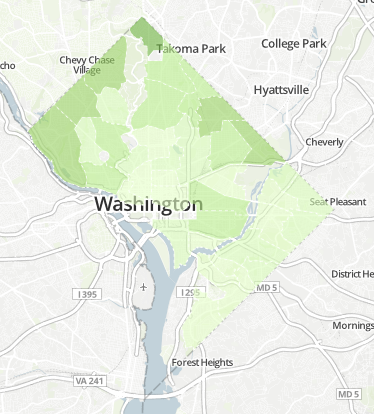 Takoma Park
College Park
Chevy Chase
Village
cho
Hyattsville
Cheverly
Washington
Seat Pleasant
District He
I 395
I 295
MD 5
Mornings
Forest Heights
VA 241
MD 5